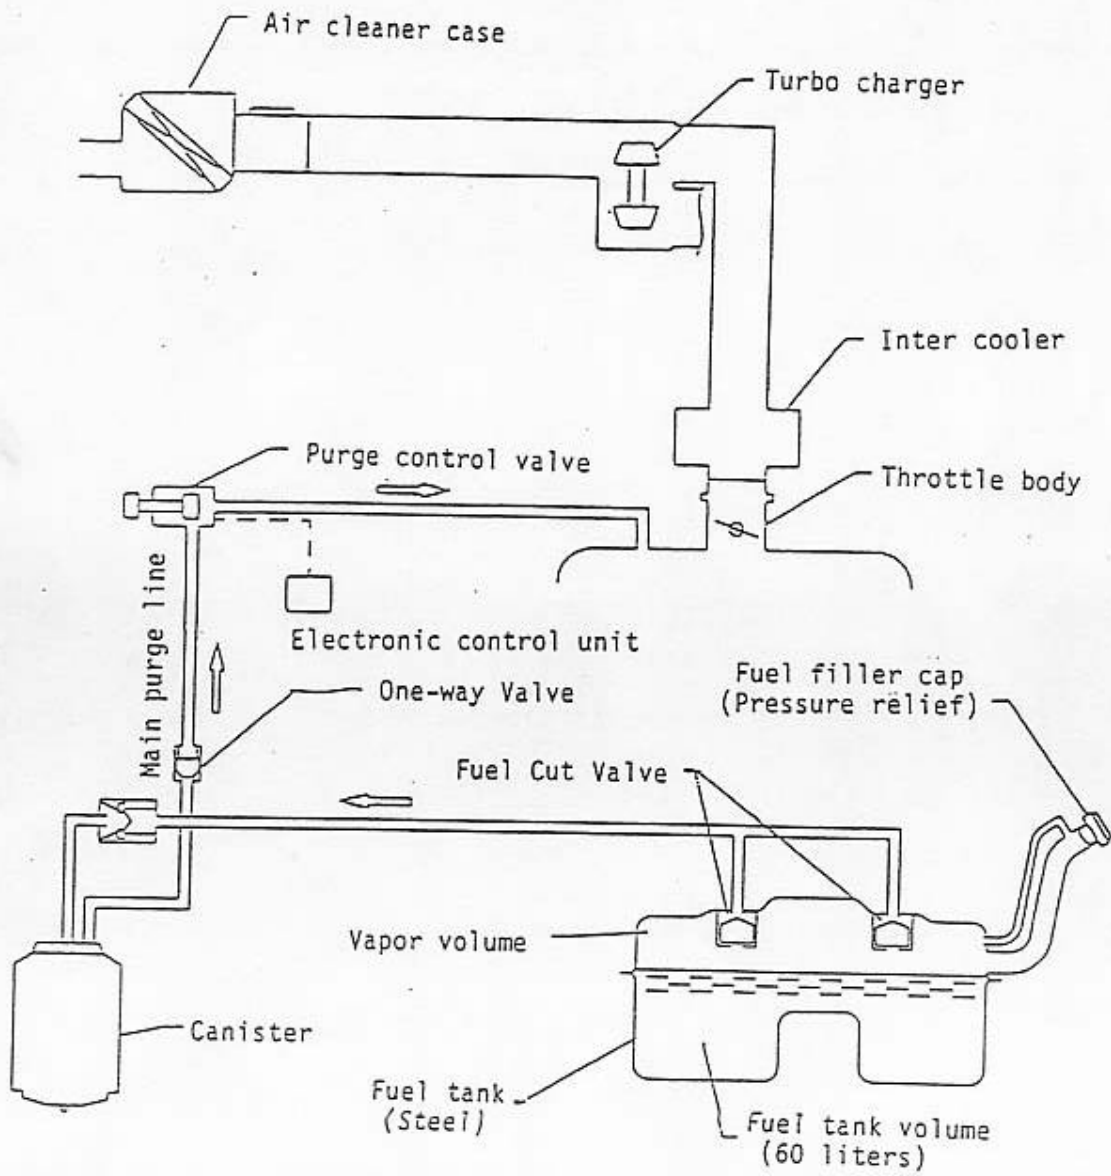 Air cleaner case
Turbo charger
Inter cooler
Purge control valve
Throttle body
Main purge line
Electronic control unit
One-way Valve
Fuel filler cap
(Pressure relief)
Fuel Cut Valve
Vapor volume
Canister
Fuel tank
(Steel)
Fuel tank volume
(60 liters)